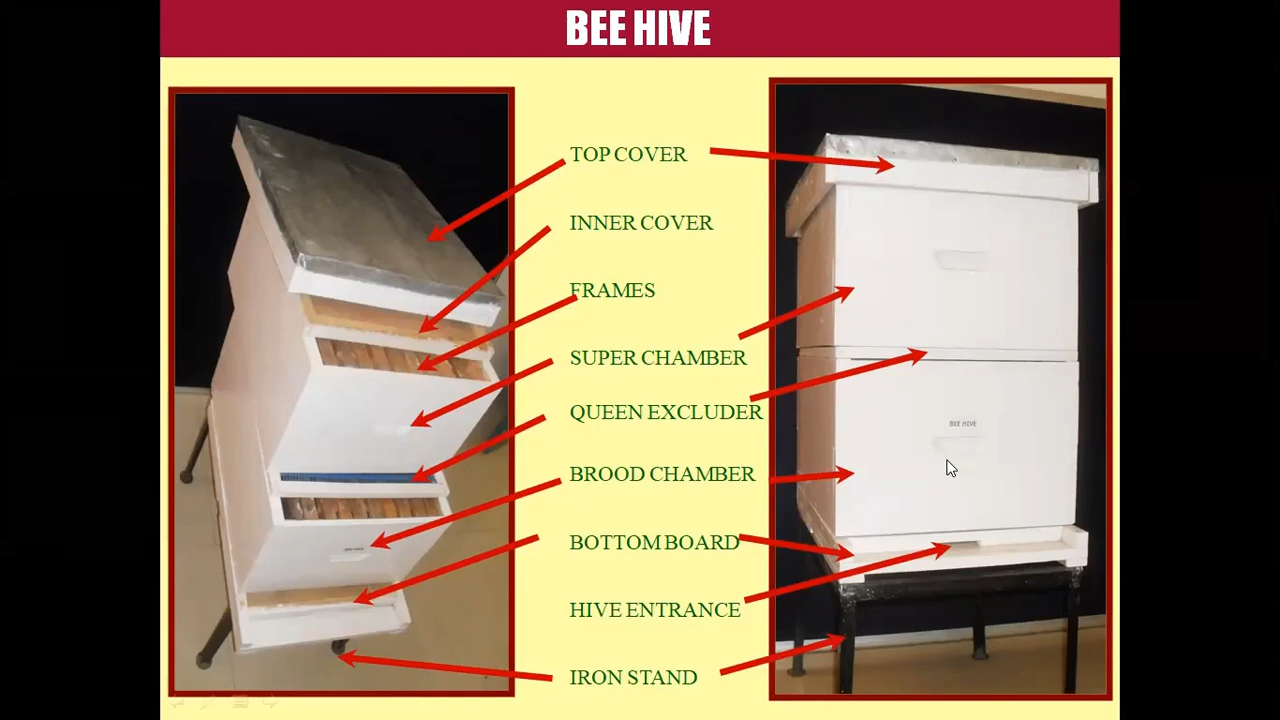 BEE HIVE
TOP COVER
INNER COVER
FRAMES
SUPER CHAMBER
QUEEN EXCLUDER
BROOD CHAMBER
BOTTOM BOARD
HIVE ENTRANCE
IRON STAND
BEE HIVE